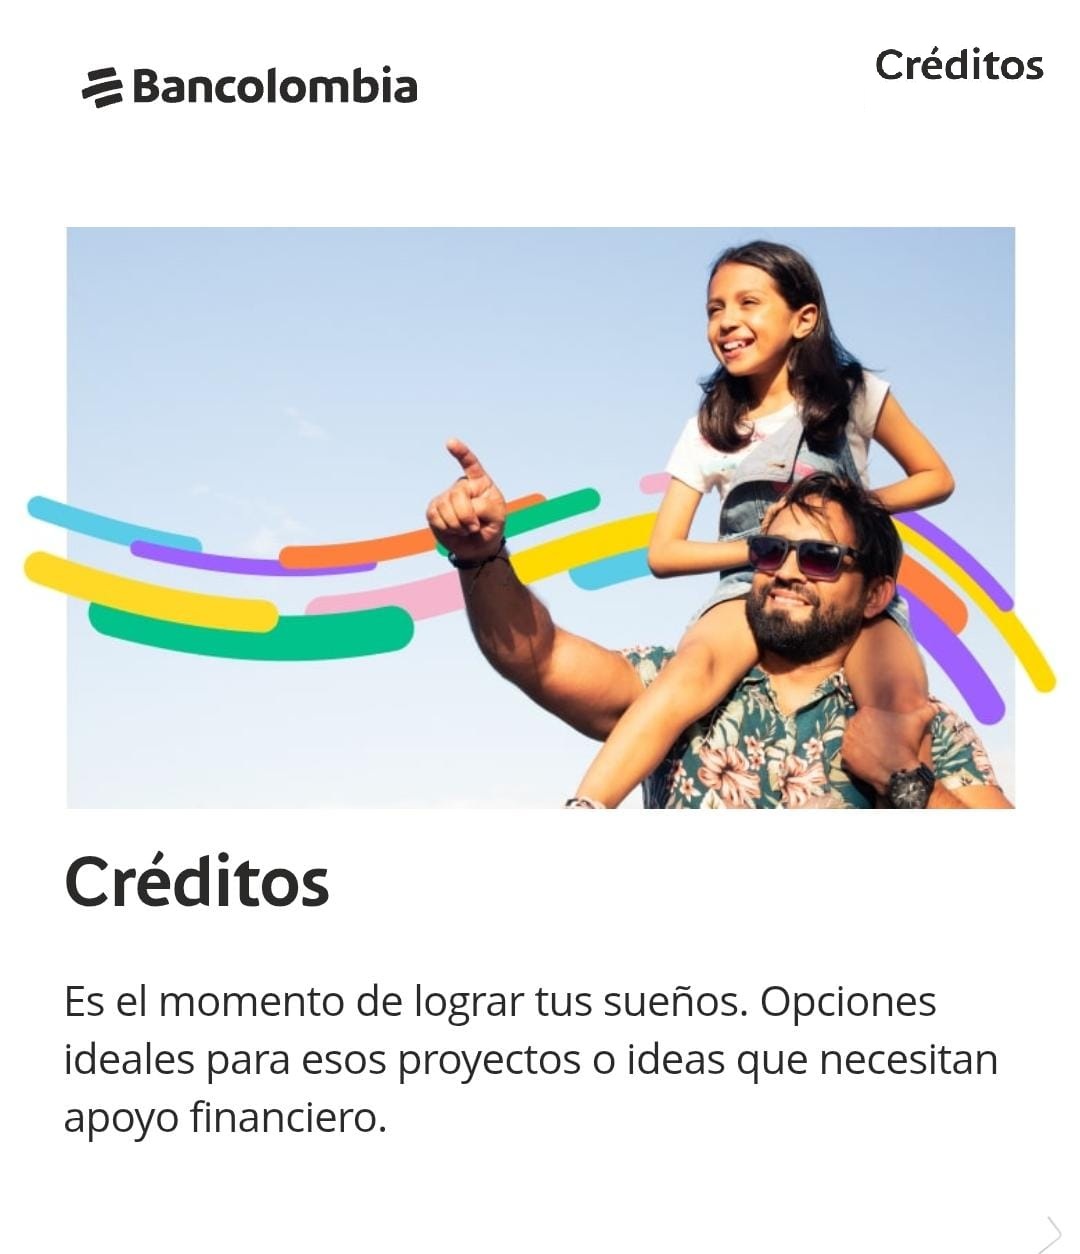 Bancolombia
Créditos
Créditos
Es el momento de lograr tus sueños. Opciones
ideales para esos proyectos o ideas que necesitan
apoyo financiero.